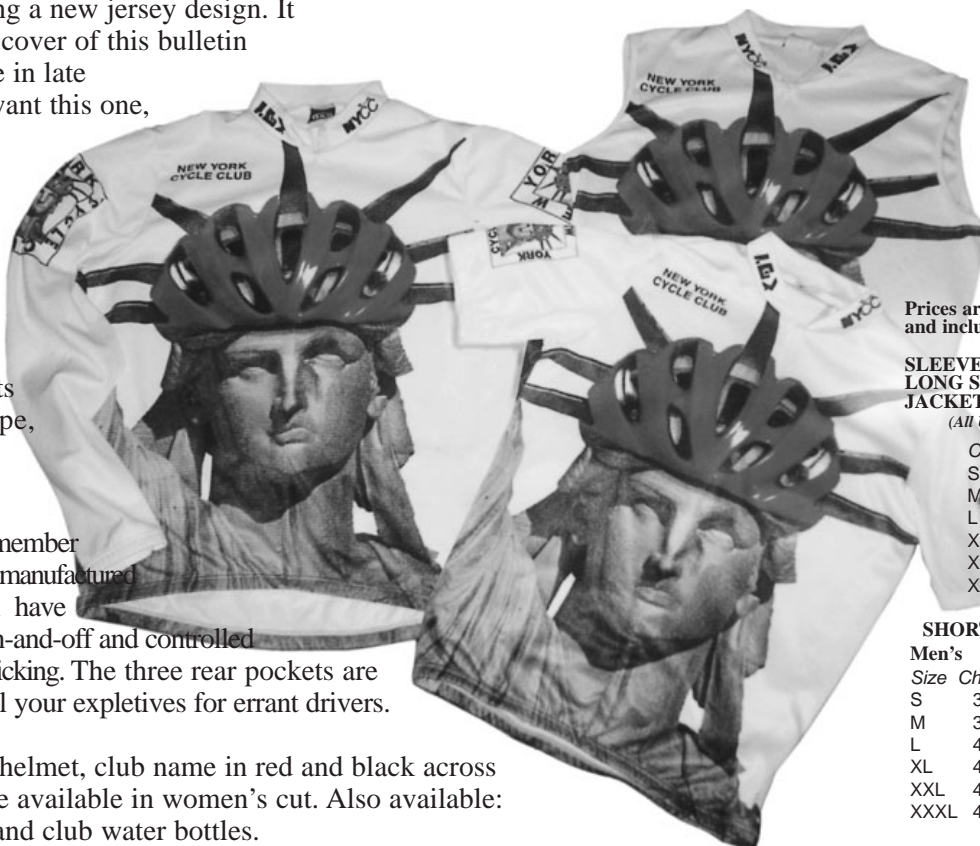 ng a new jersey design. It
cover of this bulletin
e in late
vant this one,
ts
pe,
member
manufactured
have
n-and-off and controlled
icking. The three rear pockets are
l your expletives for errant drivers.
helmet, club name in red and black across
e available in women’s cut. Also available:
and club water bottles.
NEW YORK
CYCLE CLUB
NYCC
YORK
NEW YORK
CYCLE CLUB
NYCC
NEW YORK
CYCLE CLUB
NYCC
YORK
Prices ar
and inclu
SLEEVE
LONG S
JACKET
(All
C
S
M
L
X
X
X
SHORT
Men’s
Size Ch
S 3
M 3
L 4
XL 4
XXL 4
XXXL 4